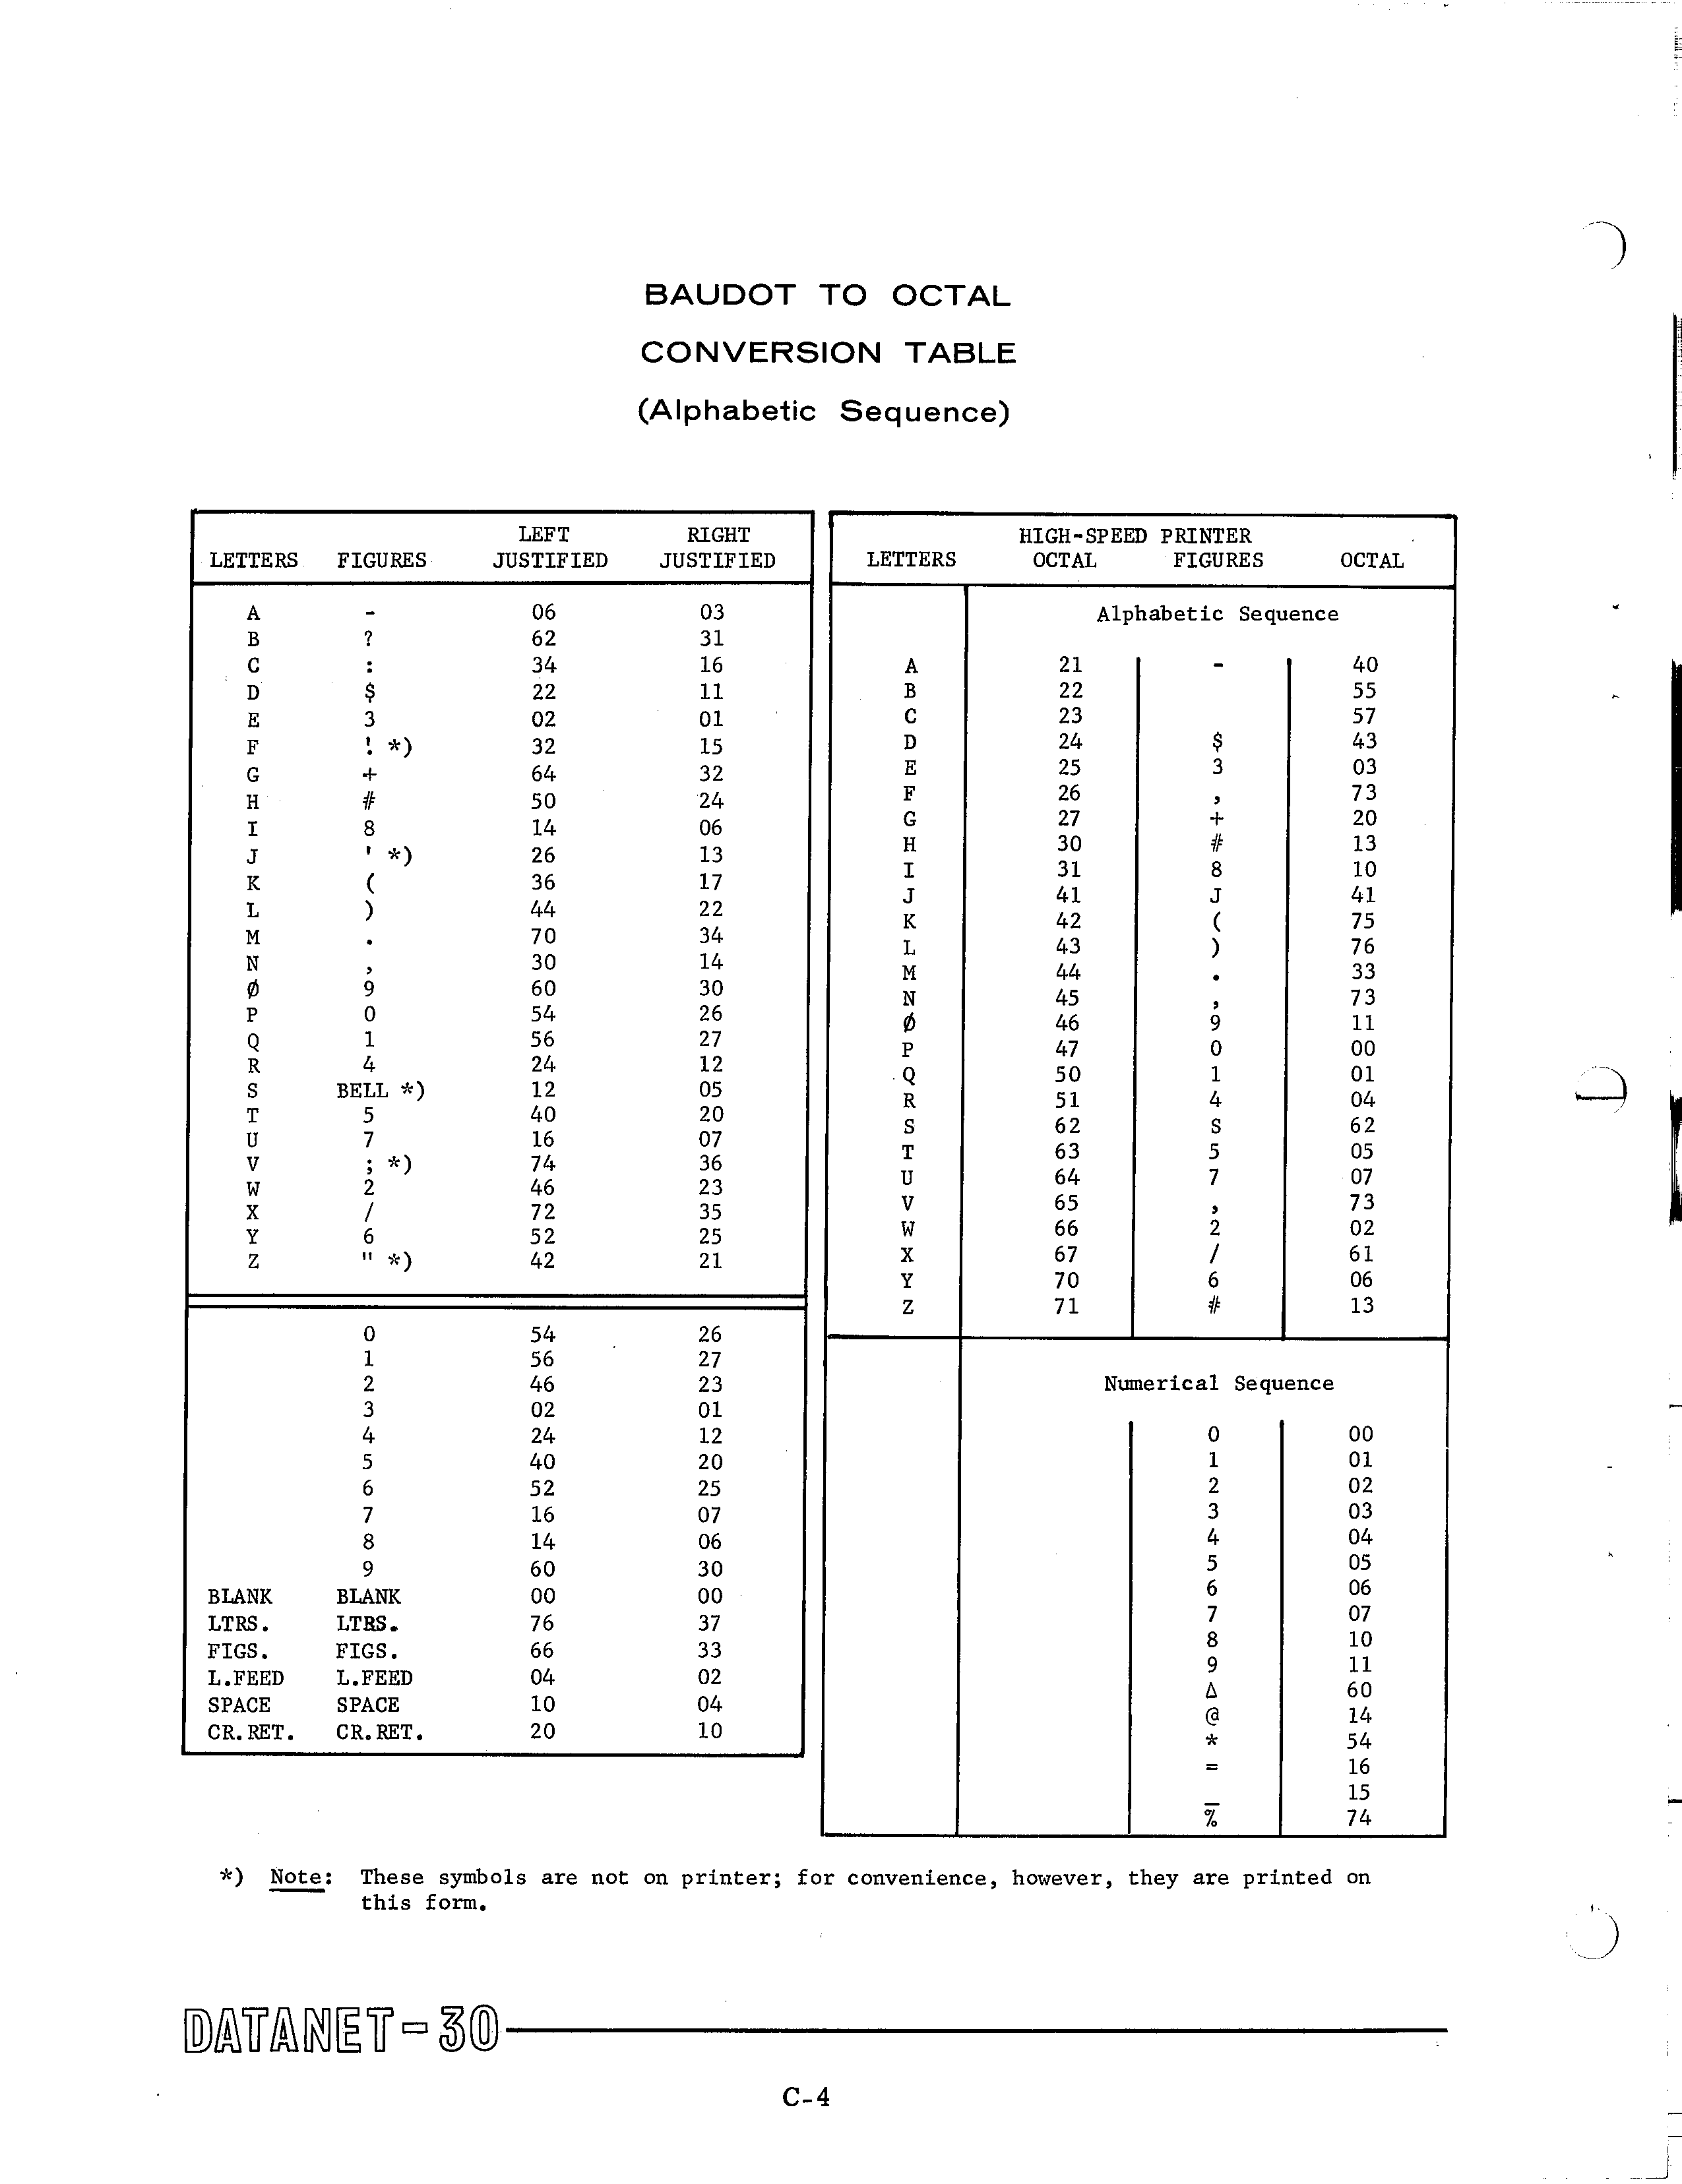 BAUDOT TO OCTAL
CONVERSION TABLE
(Alphabetic Sequence)
LEFT RIGHT
LETTERS FIGURES JUSTIFIED JUSTIFIED
A - 06 03
B ? 62 31
C : 34 16
D $ 22 11
E 3 02 01
F ! *) 32 15
G + 64 32
H # 50 24
I 8 14 06
J ' *) 26 13
K ( 36 17
L ) 44 22
M . 70 34
N , 30 14
Ø 9 60 30
P 0 54 26
Q 1 56 27
R 4 24 12
S BELL *) 12 05
T 5 40 20
U 7 16 07
V ; *) 74 36
W 2 46 23
X / 72 35
Y 6 52 25
Z " *) 42 21
0 54 26
1 56 27
2 46 23
3 02 01
4 24 12
5 40 20
6 52 25
7 16 07
8 14 06
9 60 30
BLANK BLANK 00 00
LTRS. LTRS. 76 37
FIGS. FIGS. 66 33
L.FEED L.FEED 04 02
SPACE SPACE 10 04
CR.RET. CR.RET. 20 10
HIGH-SPEED PRINTER
LETTERS OCTAL FIGURES OCTAL
Alphabetic Sequence
A 21 - 40
B 22 55
C 23 57
D 24 $ 43
E 25 3 03
F 26 , 73
G 27 + 20
H 30 # 13
I 31 8 10
J 41 J 41
K 42 ( 75
L 43 ) 76
M 44 . 33
N 45 , 73
Ø 46 9 11
P 47 0 00
Q 50 1 01
R 51 4 04
S 62 S 62
T 63 5 05
U 64 7 07
V 65 , 73
W 66 2 02
X 67 / 61
Y 70 6 06
Z 71 # 13
Numerical Sequence
0 00
1 01
2 02
3 03
4 04
5 05
6 06
7 07
8 10
9 11
Δ 60
@ 14
* 54
= 16
_ 15
% 74
*) Note: These symbols are not on printer; for convenience, however, they are printed on
this form.
DATANET-30
C-4